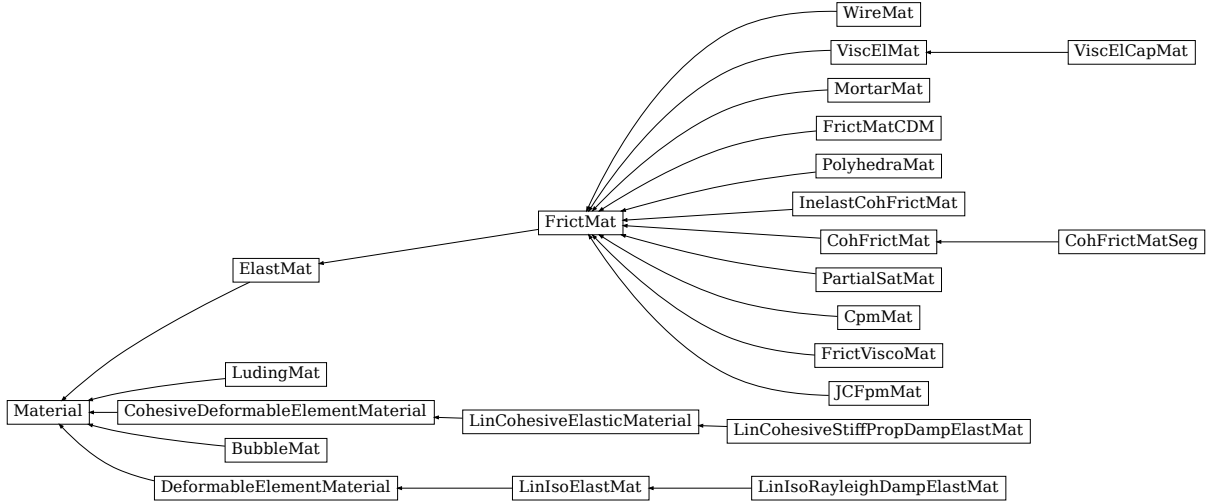 WireMat
ViscElMat
ViscElCapMat
MortarMat
FrictMatCDM
PolyhedraMat
InelastCohFrictMat
FrictMat
CohFrictMat
CohFrictMatSeg
ElastMat
PartialSatMat
CpmMat
FrictViscoMat
LudingMat
JCFpmMat
Material
CohesiveDeformableElementMaterial
LinCohesiveElasticMaterial
LinCohesiveStiffPropDampElastMat
BubbleMat
DeformableElementMaterial
LinIsoElastMat
LinIsoRayleighDampElastMat